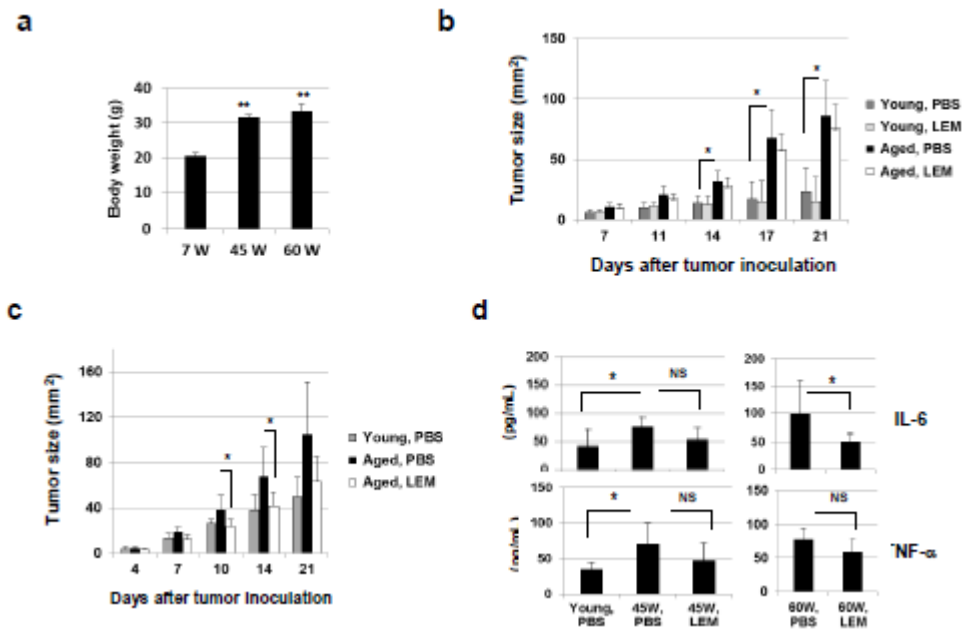 a
Body weight (g)
40
30
20
10
0
**
**
7 W
45 W
60 W
b
Tumor size (mm²)
150
100
50
0
*
*
*
7
11
14
17
21
Days after tumor inoculation
Young, PBS
Young, LEM
Aged, PBS
Aged, LEM
c
Tumor size (mm²)
160
120
80
40
0
*
*
4
7
10
14
21
Days after tumor Inoculation
Young, PBS
Aged, PBS
Aged, LEM
d
(pg/mL)
200
150
100
50
0
*
NS
200
150
100
50
0
*
IL-6
150
100
50
0
*
NS
Young, PBS
45W, PBS
45W, LEM
150
100
50
0
NS
60W, PBS
60W, LEM
NF-α